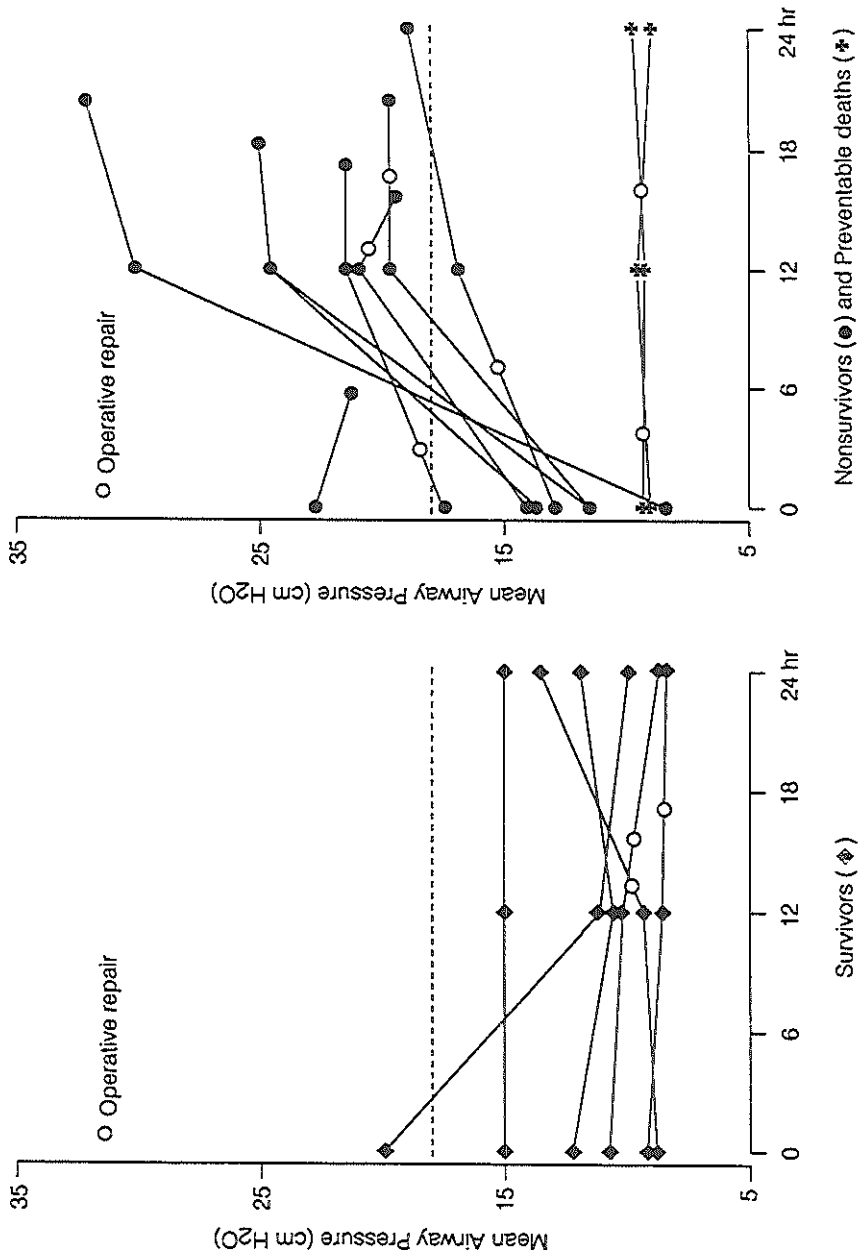 35
25
15
5
Mean Airway Pressure (cm H2O)
O Operative repair
0
6
12
18
24 hr
Survivors (◈)
35
25
15
5
Mean Airway Pressure (cm H2O)
O Operative repair
0
6
12
18
24 hr
Nonsurvivors (●) and Preventable deaths (✤)